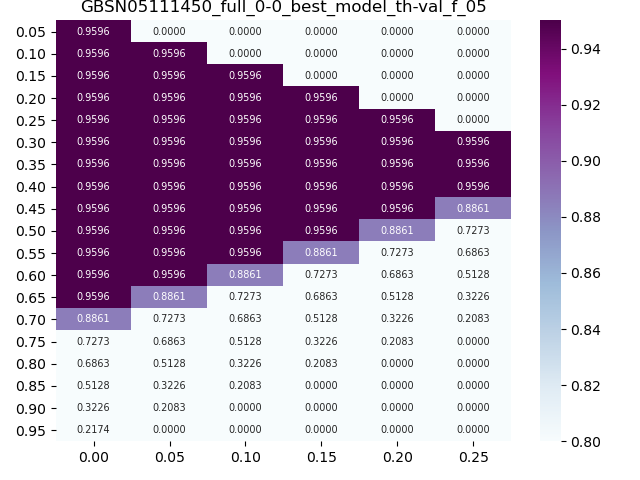 GBSN05111450_full_0-0_best_model_th-val_f_05
0.05 0.9596 0.0000 0.0000 0.0000 0.0000 0.0000
0.10 0.9596 0.9596 0.0000 0.0000 0.0000 0.0000 0.94
0.15 0.9596 0.9596 0.9596 0.0000 0.0000 0.0000
0.20 0.9596 0.9596 0.9596 0.9596 0.0000 0.0000 0.92
0.25 0.9596 0.9596 0.9596 0.9596 0.9596 0.0000
0.30 0.9596 0.9596 0.9596 0.9596 0.9596 0.9596
0.35 0.9596 0.9596 0.9596 0.9596 0.9596 0.9596 0.90
0.40 0.9596 0.9596 0.9596 0.9596 0.9596 0.9596
0.45 0.9596 0.9596 0.9596 0.9596 0.9596 0.8861 0.88
0.50 0.9596 0.9596 0.9596 0.9596 0.8861 0.7273
0.55 0.9596 0.9596 0.9596 0.8861 0.7273 0.6863
0.60 0.9596 0.9596 0.8861 0.7273 0.6863 0.5128 0.86
0.65 0.9596 0.8861 0.7273 0.6863 0.5128 0.3226
0.70 0.8861 0.7273 0.6863 0.5128 0.3226 0.2083 0.84
0.75 0.7273 0.6863 0.5128 0.3226 0.2083 0.0000
0.80 0.6863 0.5128 0.3226 0.2083 0.0000 0.0000
0.85 0.5128 0.3226 0.2083 0.0000 0.0000 0.0000 0.82
0.90 0.3226 0.2083 0.0000 0.0000 0.0000 0.0000
0.95 0.2174 0.0000 0.0000 0.0000 0.0000 0.0000 0.80
0.00 0.05 0.10 0.15 0.20 0.25